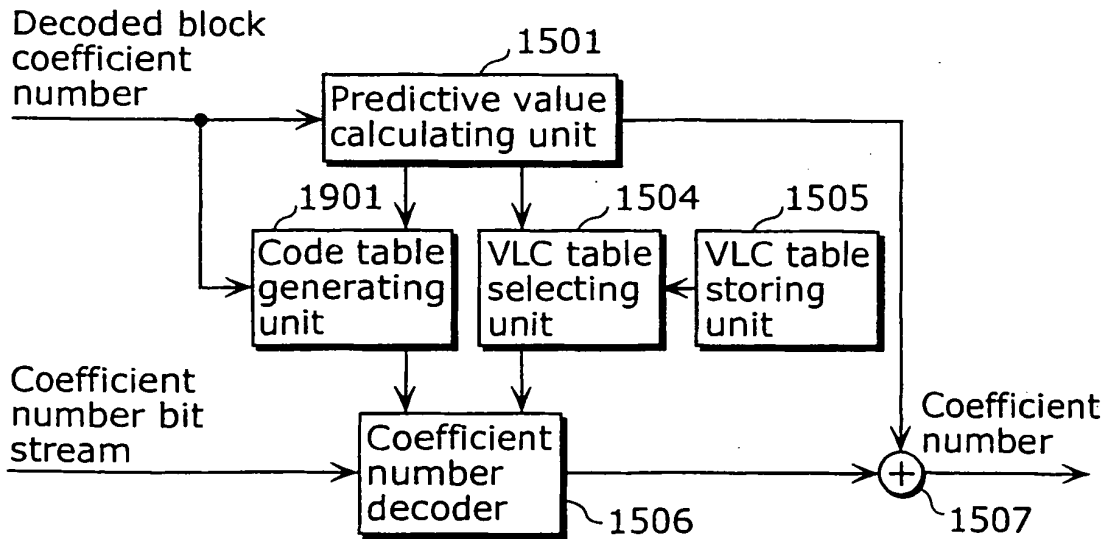 Decoded block
coefficient
number
1501
Predictive value
calculating unit
1901
Code table
generating
unit
1504
VLC table
selecting
unit
1505
VLC table
storing
unit
Coefficient
number bit
stream
Coefficient
number
decoder
1506
Coefficient
number
+
1507